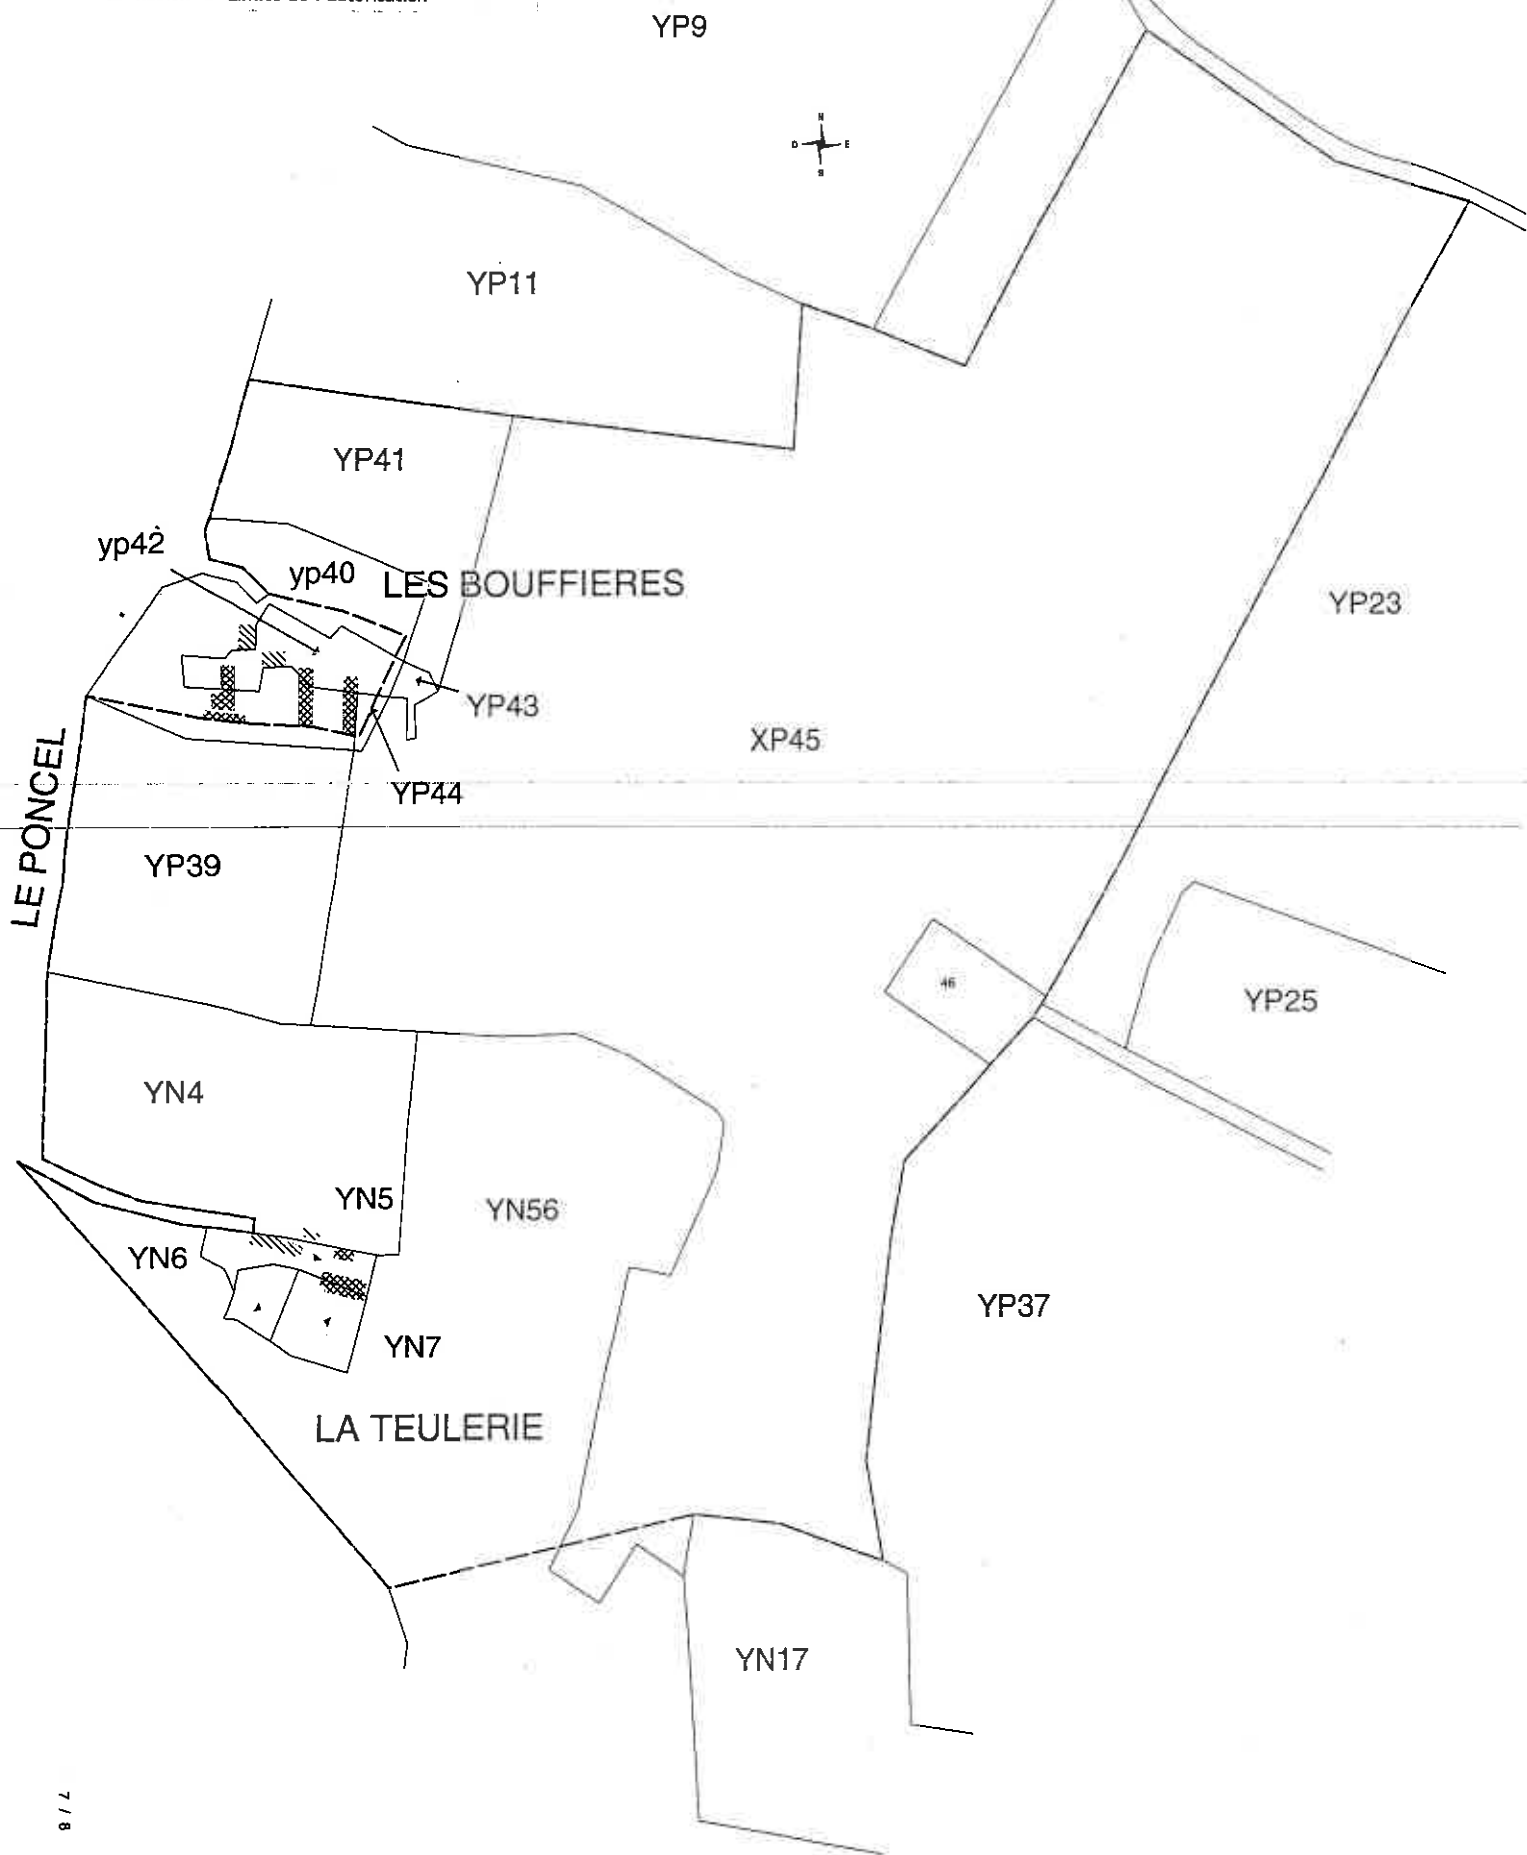 YP9
N
O E
S
YP11
YP41
yp42
yp40
LES BOUFFIERES
YP23
YP43
XP45
YP44
LE PONCEL
YP39
46
YP25
YN4
YN5
YN56
YN6
YP37
YN7
LA TEULERIE
YN17
7 / 8